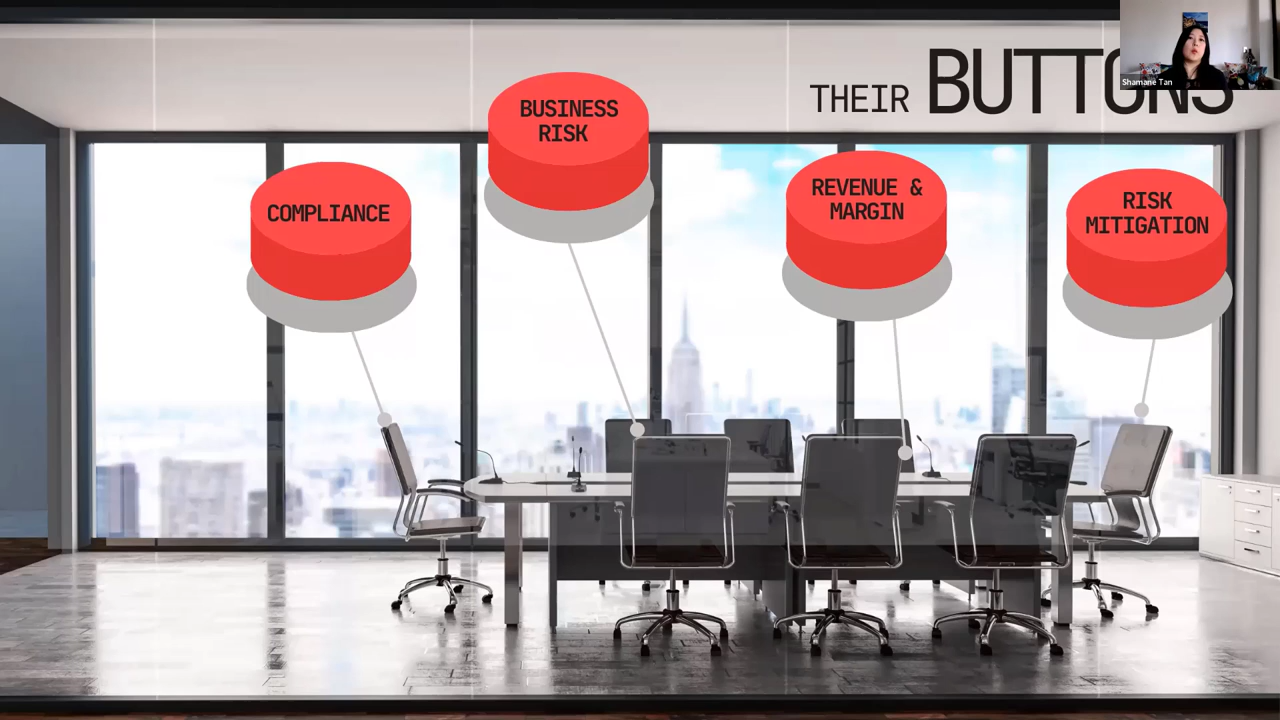 THEIR BUTTONS
Shamane Tan
BUSINESS
RISK
COMPLIANCE
REVENUE &
MARGIN
RISK
MITIGATION